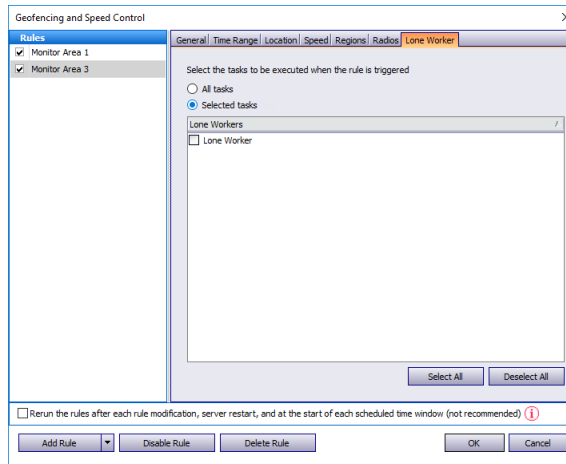 Geofencing and Speed Control
Rules
Monitor Area 1
Monitor Area 3
General Time Range Location Speed Regions Radios Lone Worker
Select the tasks to be executed when the rule is triggered
All tasks
Selected tasks
Lone Workers /
Lone Worker
Select All Deselect All
Rerun the rules after each rule modification, server restart, and at the start of each scheduled time window (not recommended) i
Add Rule Disable Rule Delete Rule OK Cancel